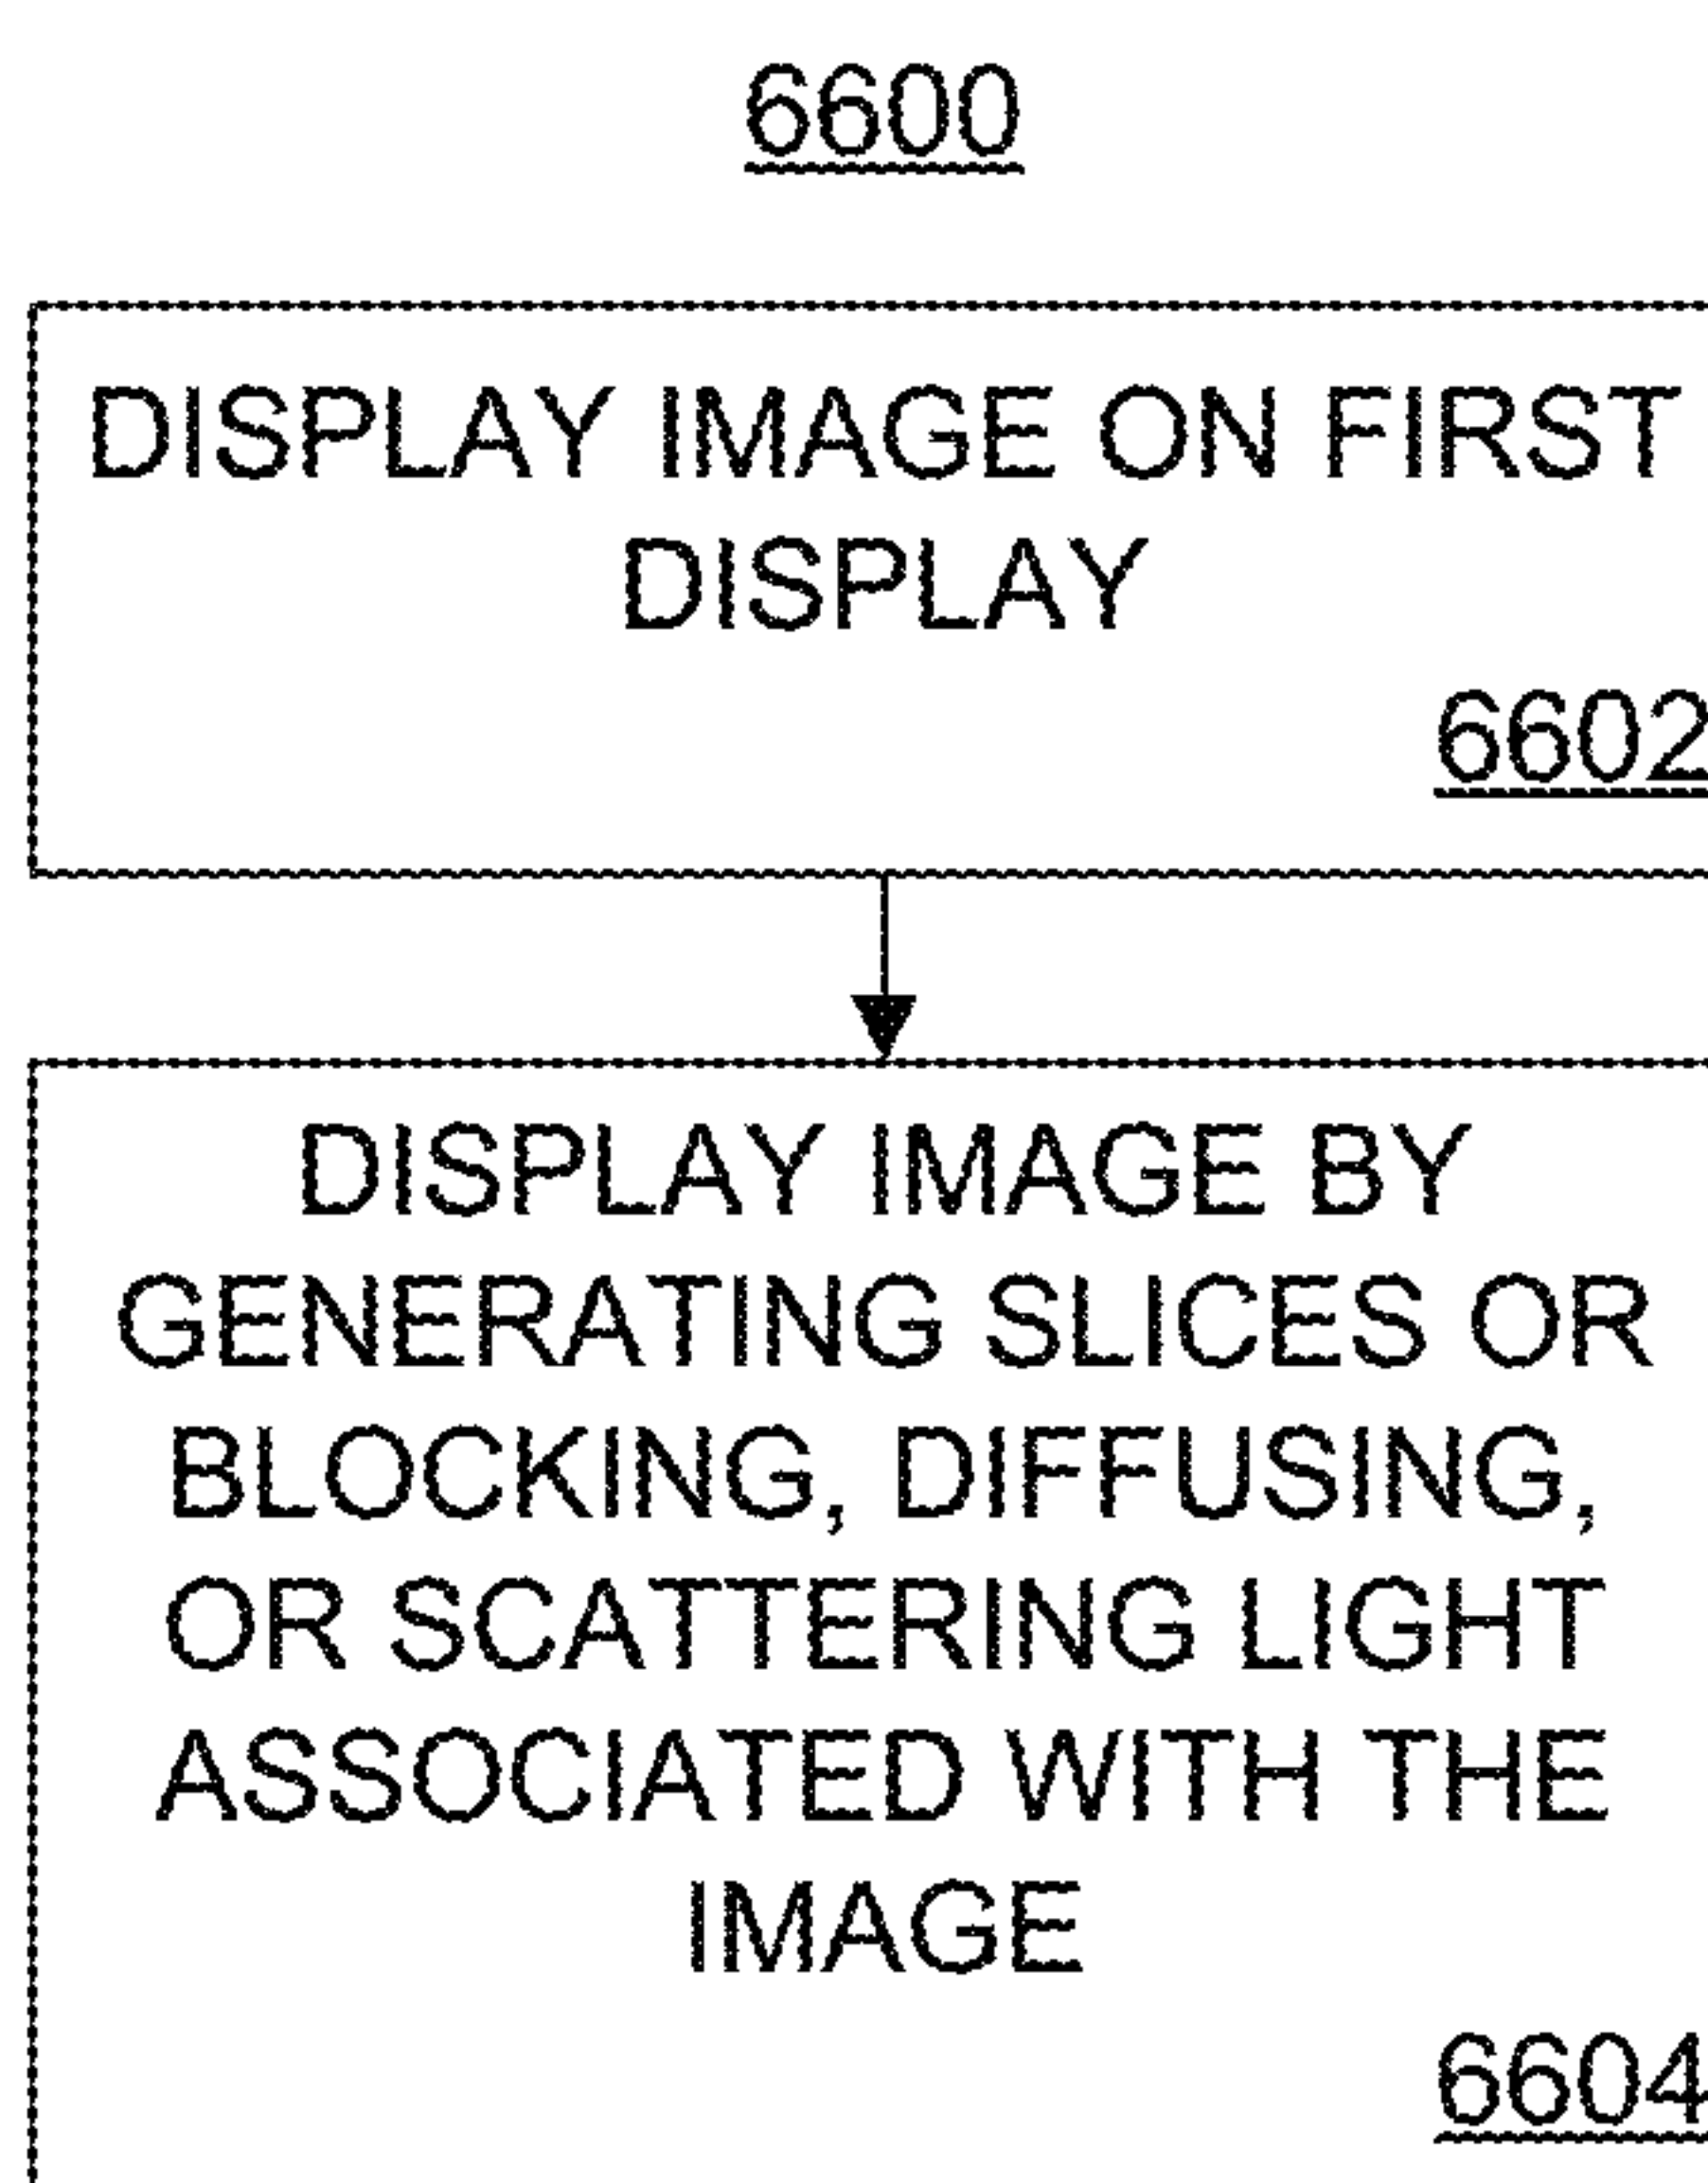 6600
DISPLAY IMAGE ON FIRST
DISPLAY
6602
DISPLAY IMAGE BY
GENERATING SLICES OR
BLOCKING, DIFFUSING,
OR SCATTERING LIGHT
ASSOCIATED WITH THE
IMAGE
6604